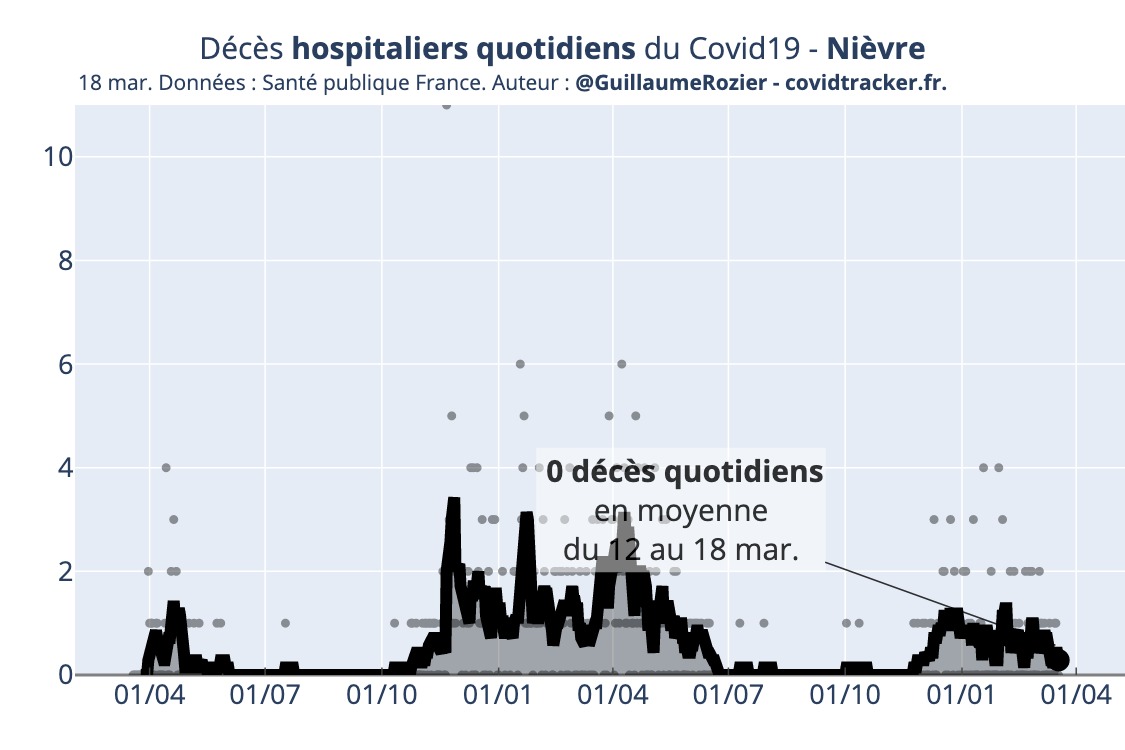 Décès hospitaliers quotidiens du Covid19 - Nièvre
18 mar. Données : Santé publique France. Auteur : @GuillaumeRozier - covidtracker.fr.
10
8
6
4
2
0
0 décès quotidiens
en moyenne
du 12 au 18 mar.
01/04 01/07 01/10 01/01 01/04 01/07 01/10 01/01 01/04